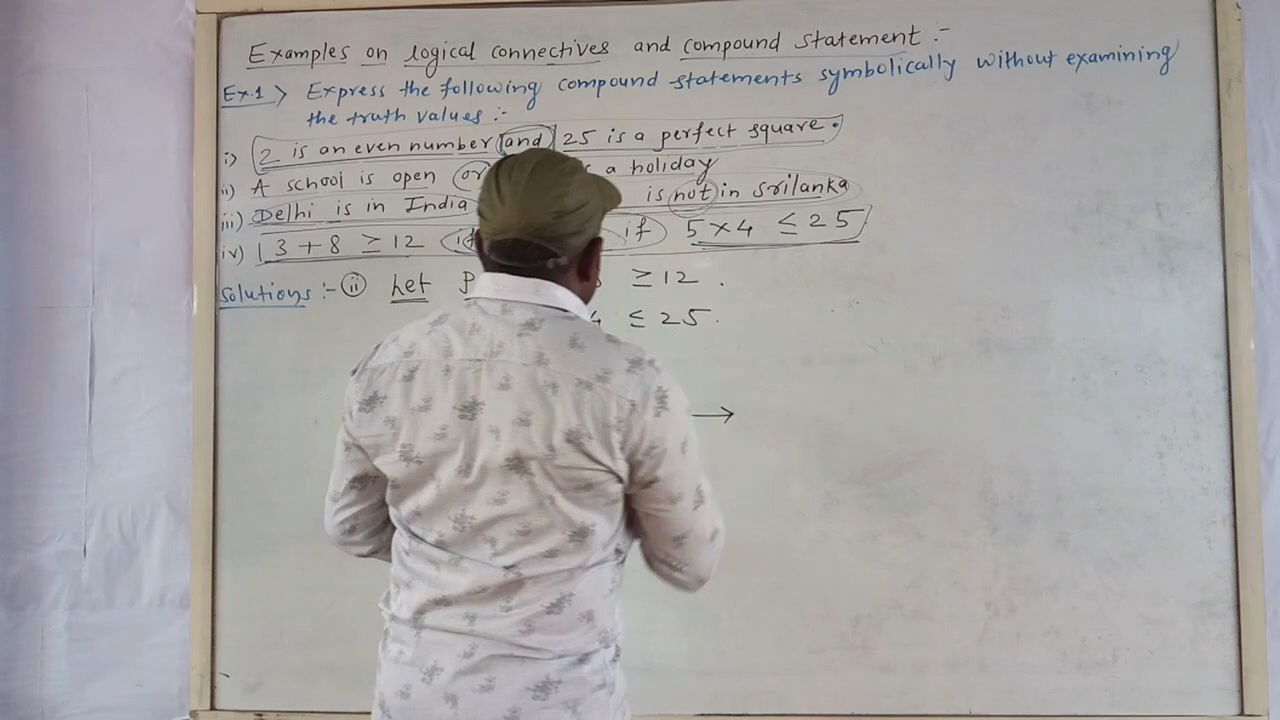 Examples on logical connectives and compound statement :-
Ex.1> Express the following compound statements symbolically without examining
the truth values :-
i> 2 is an even number and 25 is a perfect square.
ii) A school is open or a holiday
iii) Delhi is in India is not in srilanka
iv) 3 + 8 ≥ 12 if 5 × 4 ≤ 25
solutions :- ii Let P ≥ 12 .
4 ≤ 25.
→